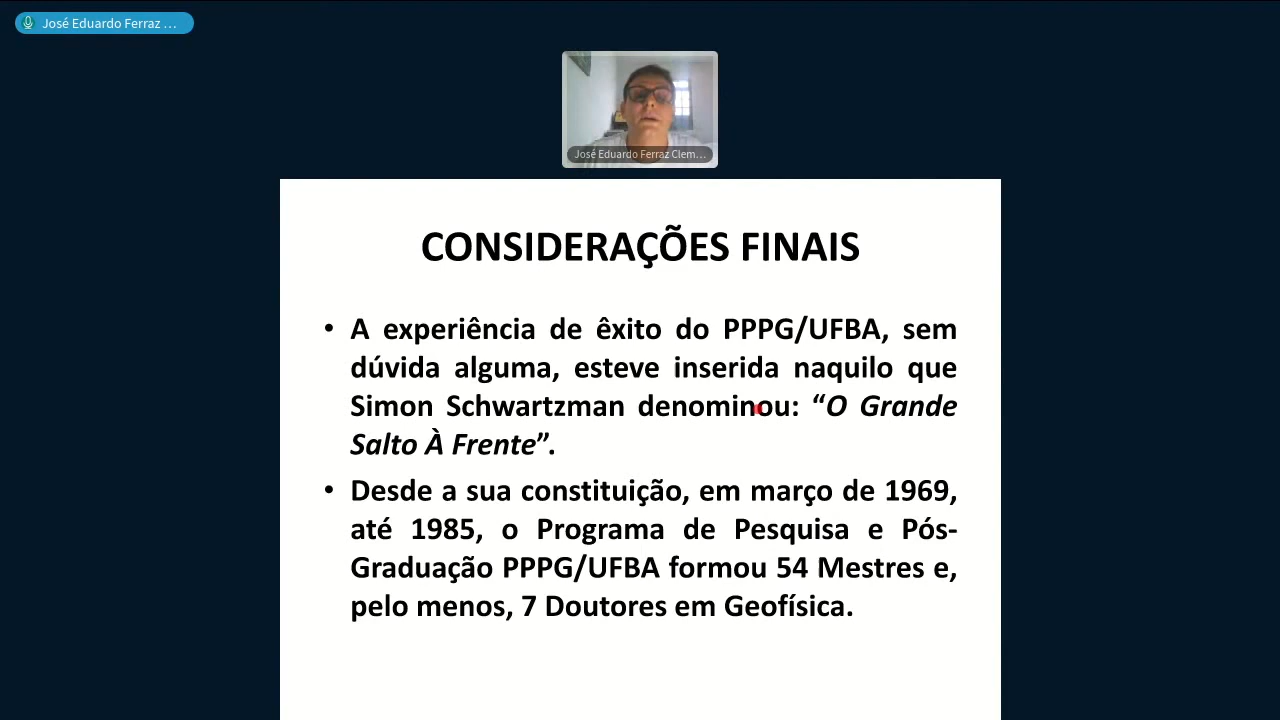 José Eduardo Ferraz ...
José Eduardo Ferraz Clem...
CONSIDERAÇÕES FINAIS
• A experiência de êxito do PPPG/UFBA, sem
dúvida alguma, esteve inserida naquilo que
Simon Schwartzman denominou: “O Grande
Salto À Frente”.
• Desde a sua constituição, em março de 1969,
até 1985, o Programa de Pesquisa e Pós-
Graduação PPPG/UFBA formou 54 Mestres e,
pelo menos, 7 Doutores em Geofísica.